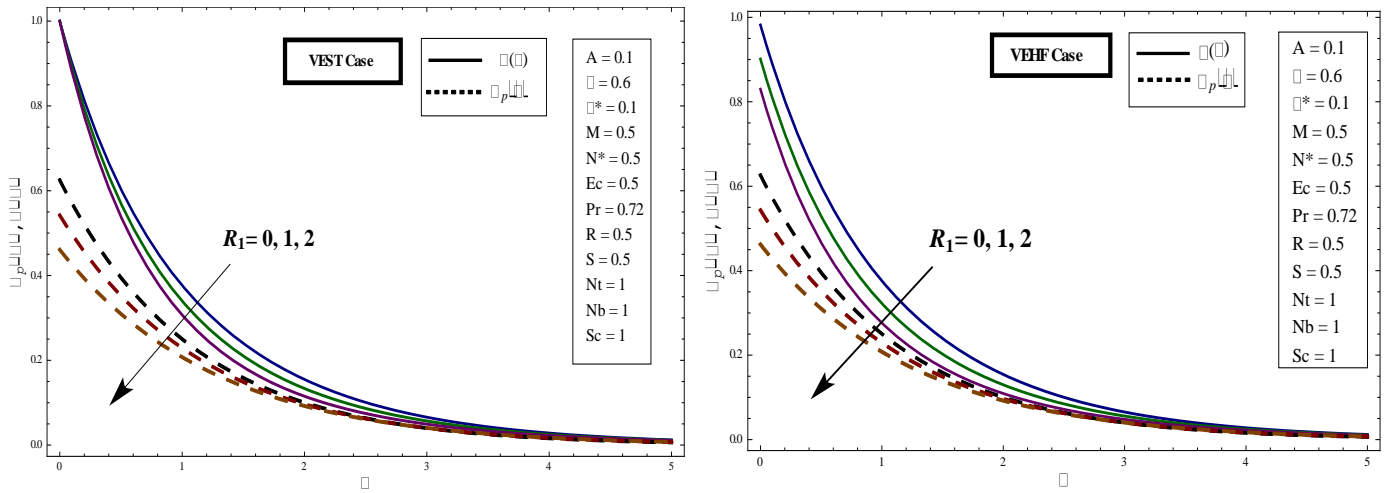 VEST Case
□(□)
□p□□□
A = 0.1
□ = 0.6
□* = 0.1
M = 0.5
N* = 0.5
Ec = 0.5
Pr = 0.72
R = 0.5
S = 0.5
Nt = 1
Nb = 1
Sc = 1
R1 = 0, 1, 2
1.0
0.8
0.6
0.4
0.2
0.0
0
1
2
3
4
5
□
□p□□□, □□□□
VEHF Case
□(□)
□p□□□
A = 0.1
□ = 0.6
□* = 0.1
M = 0.5
N* = 0.5
Ec = 0.5
Pr = 0.72
R = 0.5
S = 0.5
Nt = 1
Nb = 1
Sc = 1
R1 = 0, 1, 2
1.0
0.8
0.6
0.4
0.2
0.0
0
1
2
3
4
5
□
□p□□□, □□□□